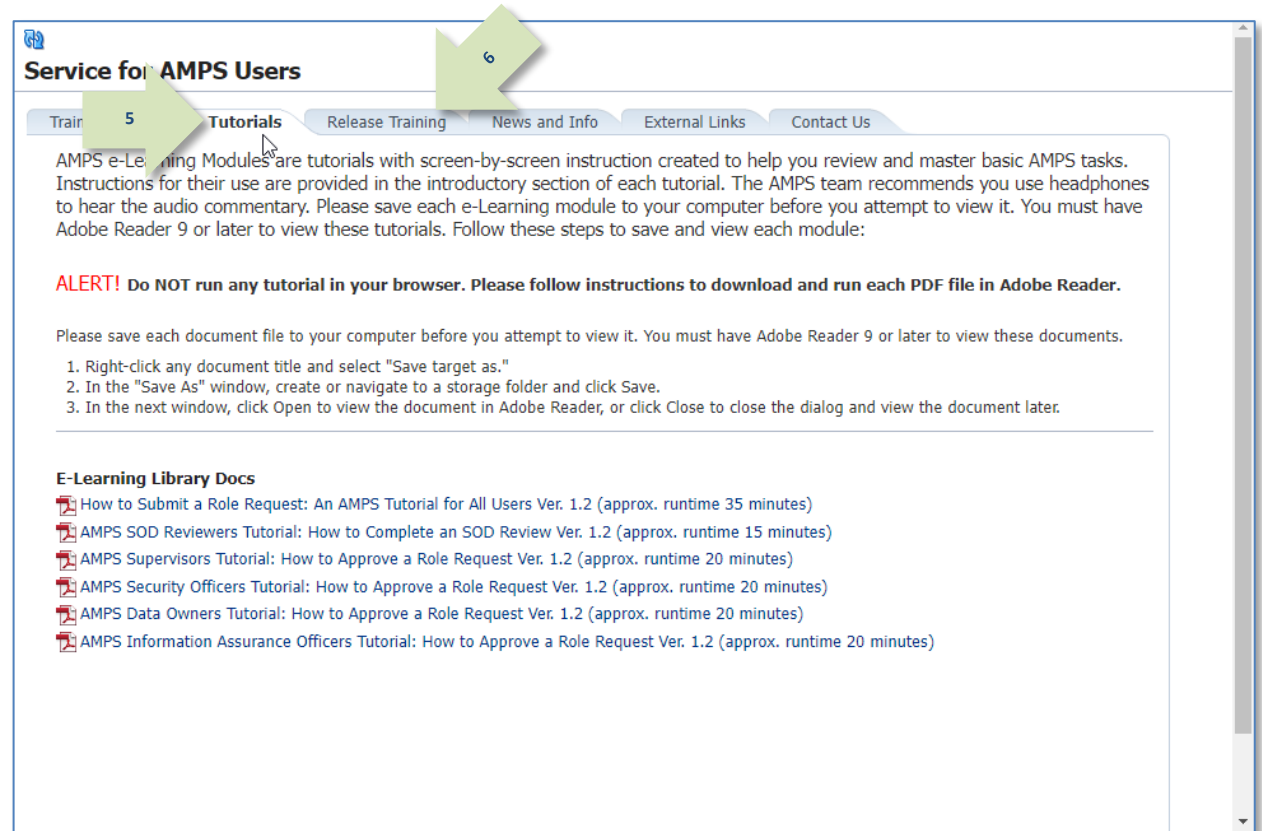 6
Service for AMPS Users
Train 5 Tutorials Release Training News and Info External Links Contact Us
AMPS e-Learning Modules are tutorials with screen-by-screen instruction created to help you review and master basic AMPS tasks.
Instructions for their use are provided in the introductory section of each tutorial. The AMPS team recommends you use headphones
to hear the audio commentary. Please save each e-Learning module to your computer before you attempt to view it. You must have
Adobe Reader 9 or later to view these tutorials. Follow these steps to save and view each module:
ALERT! Do NOT run any tutorial in your browser. Please follow instructions to download and run each PDF file in Adobe Reader.
Please save each document file to your computer before you attempt to view it. You must have Adobe Reader 9 or later to view these documents.
1. Right-click any document title and select "Save target as."
2. In the "Save As" window, create or navigate to a storage folder and click Save.
3. In the next window, click Open to view the document in Adobe Reader, or click Close to close the dialog and view the document later.
E-Learning Library Docs
How to Submit a Role Request: An AMPS Tutorial for All Users Ver. 1.2 (approx. runtime 35 minutes)
AMPS SOD Reviewers Tutorial: How to Complete an SOD Review Ver. 1.2 (approx. runtime 15 minutes)
AMPS Supervisors Tutorial: How to Approve a Role Request Ver. 1.2 (approx. runtime 20 minutes)
AMPS Security Officers Tutorial: How to Approve a Role Request Ver. 1.2 (approx. runtime 20 minutes)
AMPS Data Owners Tutorial: How to Approve a Role Request Ver. 1.2 (approx. runtime 20 minutes)
AMPS Information Assurance Officers Tutorial: How to Approve a Role Request Ver. 1.2 (approx. runtime 20 minutes)